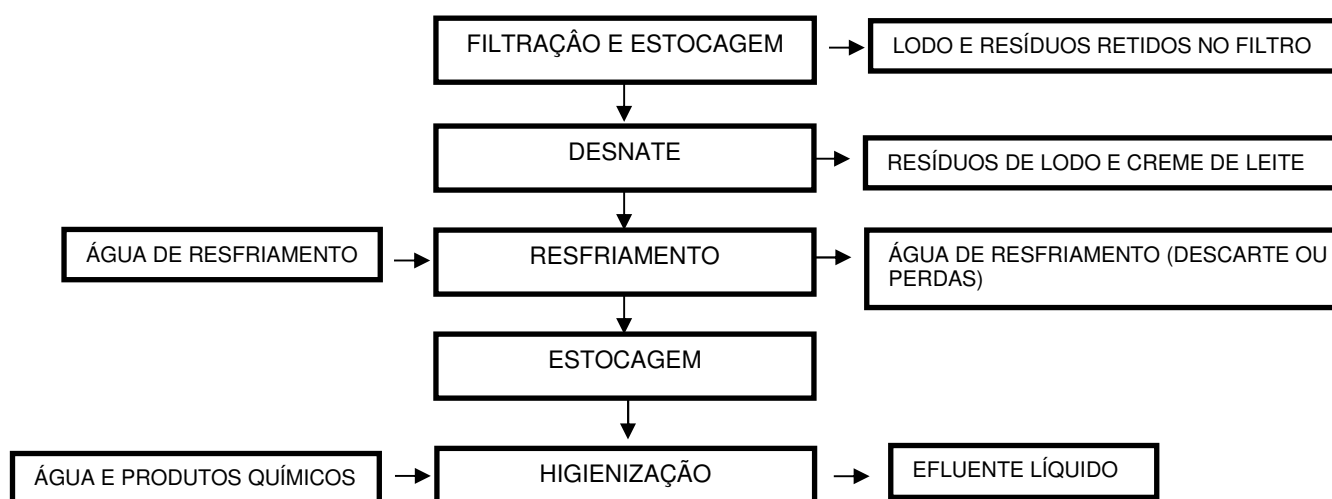 FILTRAÇÂO E ESTOCAGEM
LODO E RESÍDUOS RETIDOS NO FILTRO
DESNATE
RESÍDUOS DE LODO E CREME DE LEITE
ÁGUA DE RESFRIAMENTO
RESFRIAMENTO
ÁGUA DE RESFRIAMENTO (DESCARTE OU
PERDAS)
ESTOCAGEM
ÁGUA E PRODUTOS QUÍMICOS
HIGIENIZAÇÃO
EFLUENTE LÍQUIDO